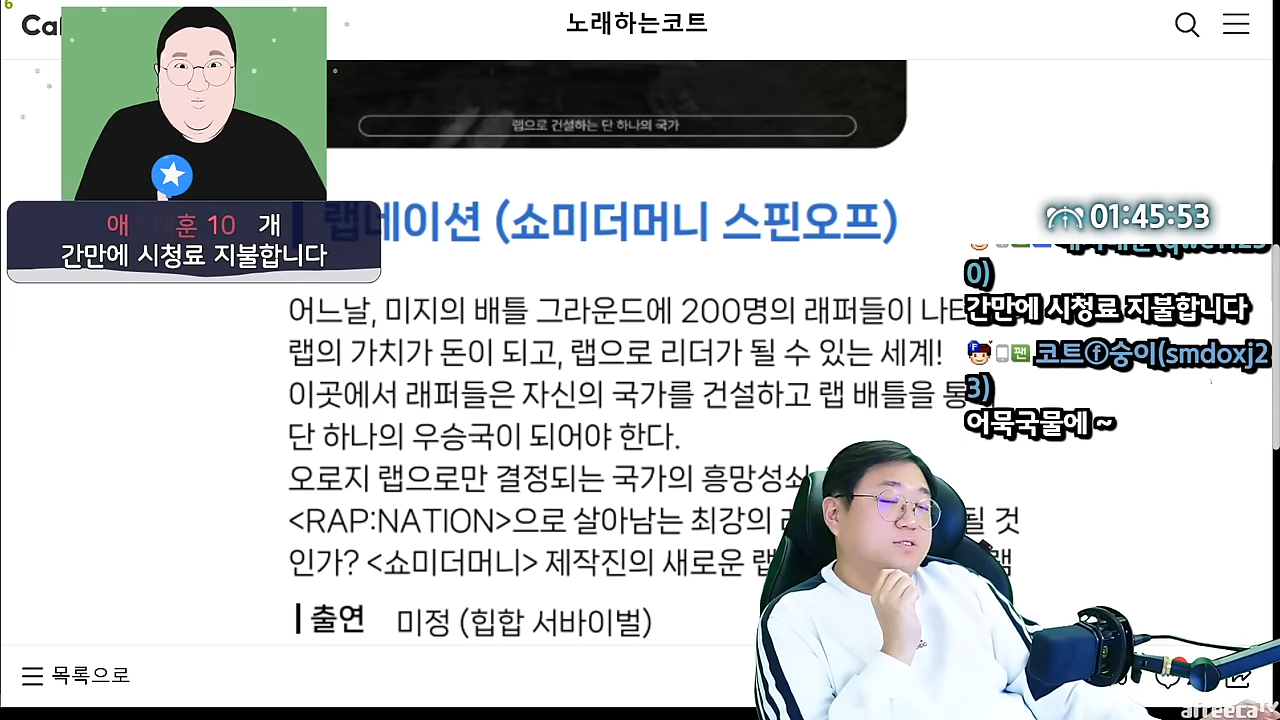 6
노래하는코트
랩으로 건설하는 단 하나의 국가
애 훈 10 개
간만에 시청료 지불합니다
랩네이션 (쇼미더머니 스핀오프)
01:45:53
0)
간만에 시청료 지불합니다
팬 코트ⓕ숭이(smdoxj2
3)
어묵국물에 ~
어느날, 미지의 배틀 그라운드에 200명의 래퍼들이
랩의 가치가 돈이 되고, 랩으로 리더가 될 수 있는 세계!
이곳에서 래퍼들은 자신의 국가를 건설하고 랩 배틀을
단 하나의 우승국이 되어야 한다.
오로지 랩으로만 결정되는 국가의 흥망성쇠
<RAP:NATION>으로 살아남는 최강의 될 것
인가? <쇼미더머니> 제작진의 새로운
출연 미정 (힙합 서바이벌)
목록으로
afreecaTV